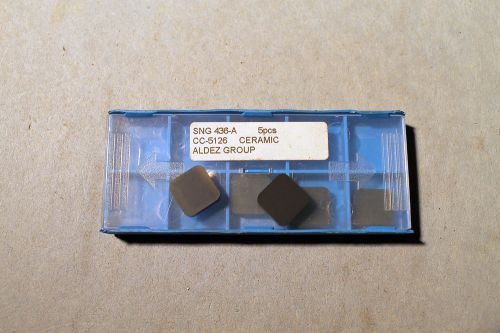 SNG 436-A 5pcs
CC-5126 CERAMIC
ALDEZ GROUP